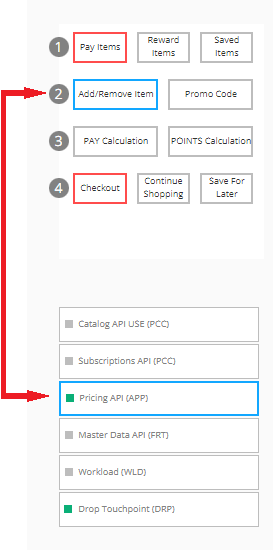 1 Pay Items Reward Items Saved Items
2 Add/Remove Item Promo Code
3 PAY Calculation POINTS Calculation
4 Checkout Continue Shopping Save For Later
Catalog API USE (PCC)
Subscriptions API (PCC)
Pricing API (APP)
Master Data API (FRT)
Workload (WLD)
Drop Touchpoint (DRP)